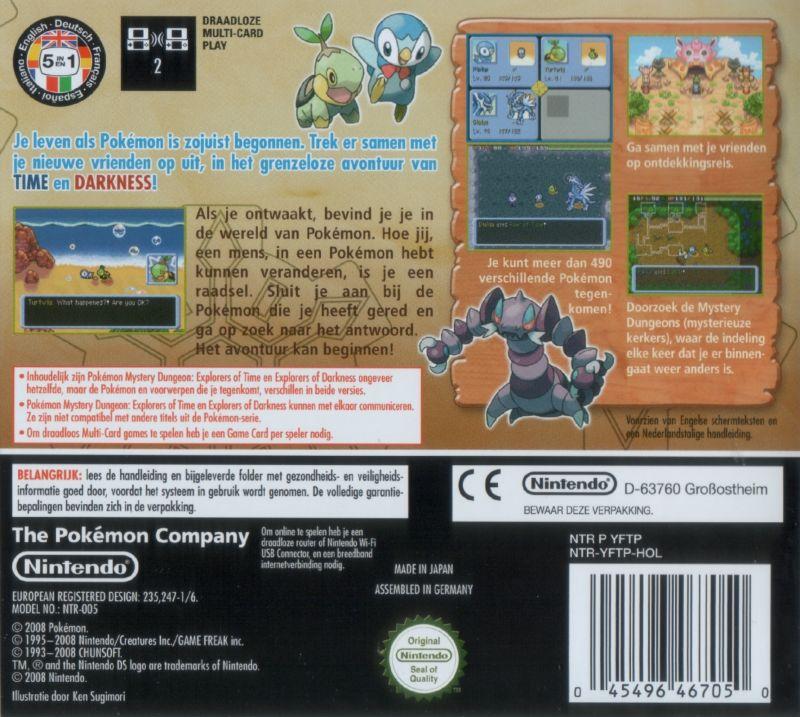 English • Deutsch • Français • Español • Italiano
5 IN EN 1
DRAADLOZE
MULTI-CARD
PLAY
2
Je leven als Pokémon is zojuist begonnen. Trek er samen met
je nieuwe vrienden op uit, in het grenzeloze avontuur van
TIME en DARKNESS!
Als je ontwaakt, bevind je je in
de wereld van Pokémon. Hoe jij,
een mens, in een Pokémon hebt
kunnen veranderen, is je een
raadsel. Sluit je aan bij de
Pokémon die je heeft gered en
ga op zoek naar het antwoord.
Het avontuur kan beginnen!
Turtwig: What happened?! Are you OK?
Ga samen met je vrienden
op ontdekkingsreis.
Je kunt meer dan 490
verschillende Pokémon
tegen-
komen!
Doorzoek de Mystery
Dungeons (mysterieuze
kerkers), waar de indeling
elke keer dat je er binnen-
gaat weer anders is.
• Inhoudelijk zijn Pokémon Mystery Dungeon: Explorers of Time en Explorers of Darkness ongeveer
hetzelfde, maar de Pokémon en voorwerpen die je tegenkomt, verschillen in beide versies.
• Pokémon Mystery Dungeon: Explorers of Time en Explorers of Darkness kunnen met elkaar communiceren.
Ze zijn niet compatibel met andere titels uit de Pokémon-serie.
• Om draadloos Multi-Card games te spelen heb je een Game Card per speler nodig.
Voorzien van Engelse schermteksten en
een Nederlandstalige handleiding.
BELANGRIJK: lees de handleiding en bijgeleverde folder met gezondheids- en veiligheids-
informatie goed door, voordat het systeem in gebruik wordt genomen. De volledige garantie-
bepalingen bevinden zich in de verpakking.
CE Nintendo D-63760 Großostheim
BEWAAR DEZE VERPAKKING.
The Pokémon Company
Nintendo
Om online te spelen heb je een
draadloze router of Nintendo Wi-Fi
USB Connector, en een breedband
internetverbinding nodig.
MADE IN JAPAN
ASSEMBLED IN GERMANY
NTR P YFTP
NTR-YFTP-HOL
EUROPEAN REGISTERED DESIGN: 235,247-1/6.
MODEL NO.: NTR-005
© 2008 Pokémon.
© 1995–2008 Nintendo/Creatures Inc./GAME FREAK inc.
© 1993–2008 CHUNSOFT.
TM, ® and the Nintendo DS logo are trademarks of Nintendo.
© 2008 Nintendo.
Illustratie door Ken Sugimori
Original
Nintendo
Seal of
Quality
TM
0 45496 46705 0